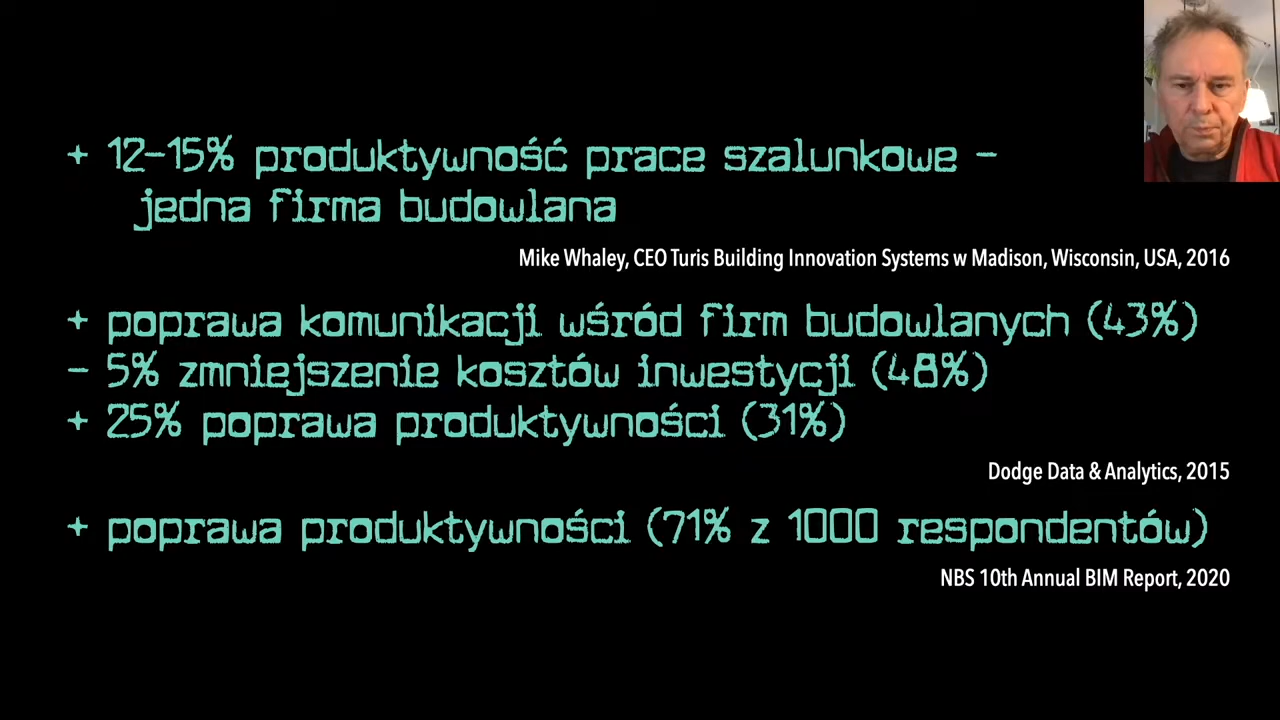 + 12-15% produktywność prace szalunkowe -
jedna firma budowlana
Mike Whaley, CEO Turis Building Innovation Systems w Madison, Wisconsin, USA, 2016
+ poprawa komunikacji wśród firm budowlanych (43%)
- 5% zmniejszenie kosztów inwestycji (48%)
+ 25% poprawa produktywności (31%)
Dodge Data & Analytics, 2015
+ poprawa produktywności (71% z 1000 respondentów)
NBS 10th Annual BIM Report, 2020